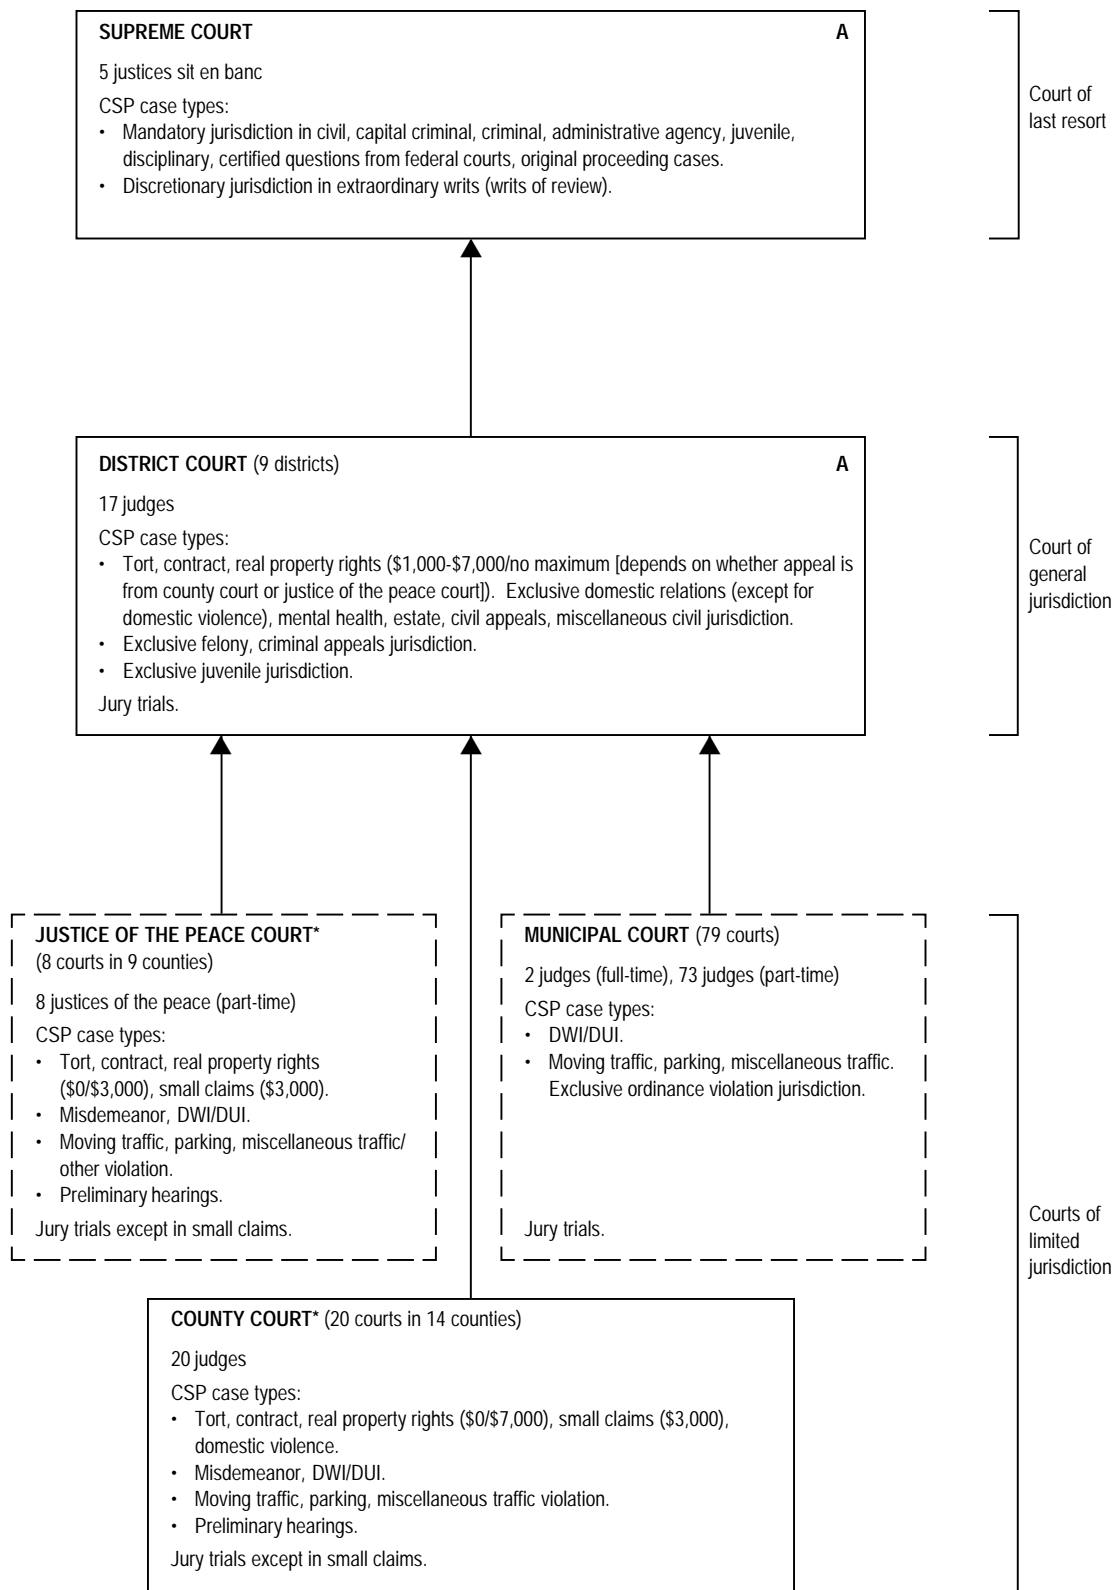 SUPREME COURT A
5 justices sit en banc
CSP case types:
• Mandatory jurisdiction in civil, capital criminal, criminal, administrative agency, juvenile,
disciplinary, certified questions from federal courts, original proceeding cases.
• Discretionary jurisdiction in extraordinary writs (writs of review).
Court of
last resort
DISTRICT COURT (9 districts) A
17 judges
CSP case types:
• Tort, contract, real property rights ($1,000-$7,000/no maximum [depends on whether appeal is
from county court or justice of the peace court]). Exclusive domestic relations (except for
domestic violence), mental health, estate, civil appeals, miscellaneous civil jurisdiction.
• Exclusive felony, criminal appeals jurisdiction.
• Exclusive juvenile jurisdiction.
Jury trials.
Court of
general
jurisdiction
JUSTICE OF THE PEACE COURT*
(8 courts in 9 counties)
8 justices of the peace (part-time)
CSP case types:
• Tort, contract, real property rights
($0/$3,000), small claims ($3,000).
• Misdemeanor, DWI/DUI.
• Moving traffic, parking, miscellaneous traffic/
other violation.
• Preliminary hearings.
Jury trials except in small claims.
MUNICIPAL COURT (79 courts)
2 judges (full-time), 73 judges (part-time)
CSP case types:
• DWI/DUI.
• Moving traffic, parking, miscellaneous traffic.
Exclusive ordinance violation jurisdiction.
Jury trials.
Courts of
limited
jurisdiction
COUNTY COURT* (20 courts in 14 counties)
20 judges
CSP case types:
• Tort, contract, real property rights ($0/$7,000), small claims ($3,000),
domestic violence.
• Misdemeanor, DWI/DUI.
• Moving traffic, parking, miscellaneous traffic violation.
• Preliminary hearings.
Jury trials except in small claims.